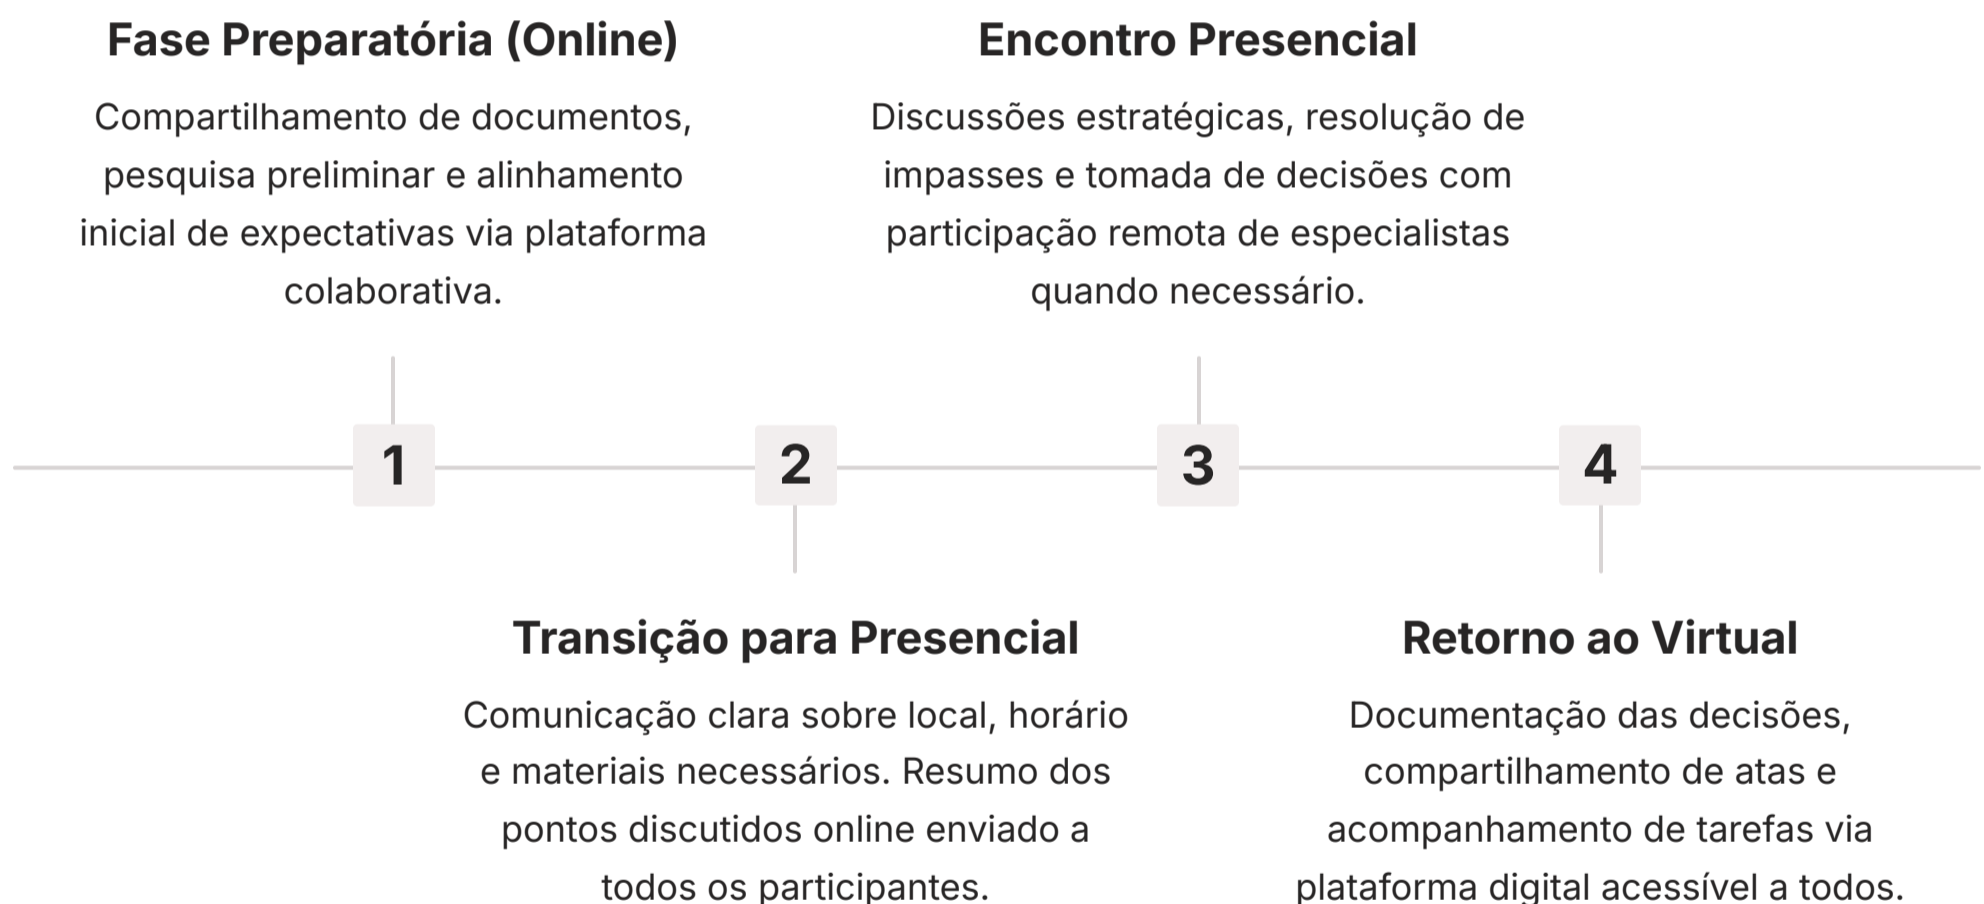 Fase Preparatória (Online)
Compartilhamento de documentos,
pesquisa preliminar e alinhamento
inicial de expectativas via plataforma
colaborativa.
1
2
Transição para Presencial
Comunicação clara sobre local, horário
e materiais necessários. Resumo dos
pontos discutidos online enviado a
todos os participantes.
Encontro Presencial
Discussões estratégicas, resolução de
impasses e tomada de decisões com
participação remota de especialistas
quando necessário.
3
4
Retorno ao Virtual
Documentação das decisões,
compartilhamento de atas e
acompanhamento de tarefas via
plataforma digital acessível a todos.